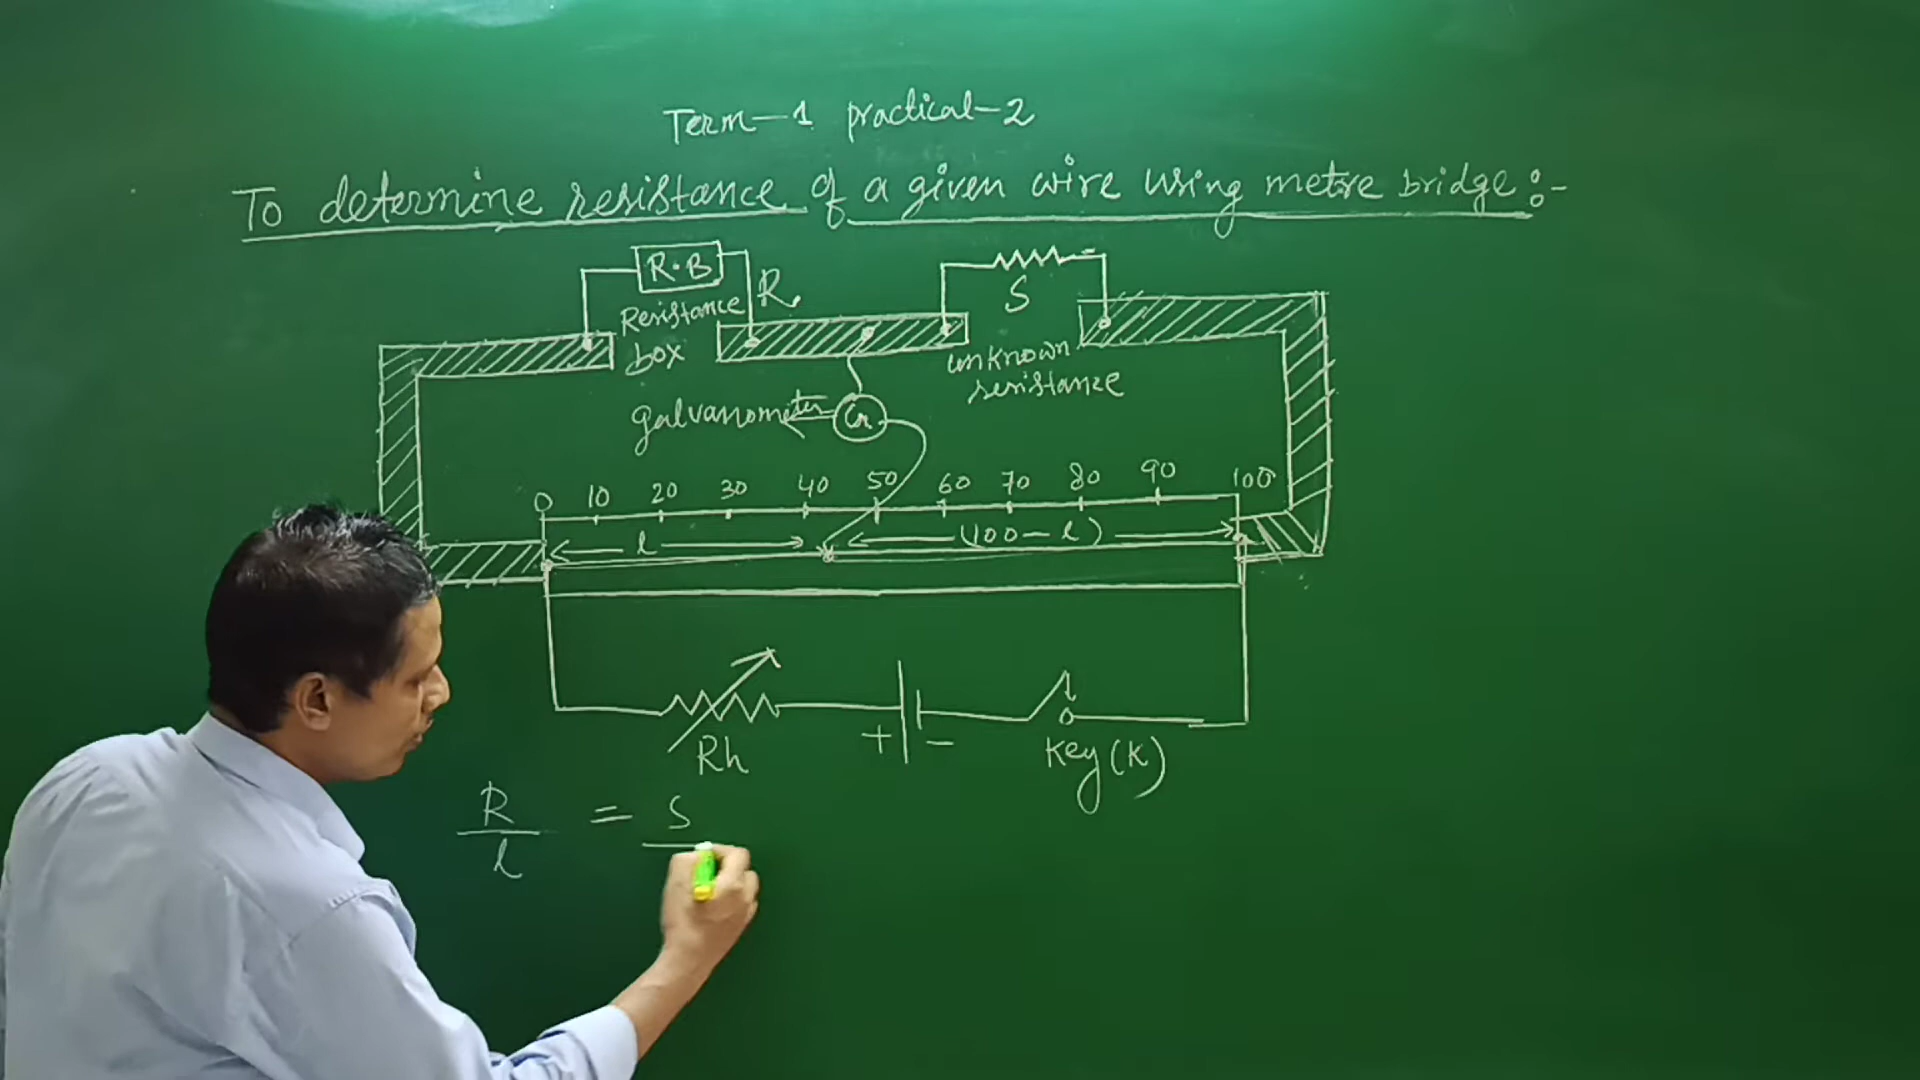 Term-1 practical-2
To determine resistance of a given wire using metre bridge:-
R.B
R
Resistance
box
S
unknown
resistance
galvanometer
G
0 10 20 30 40 50 60 70 80 90 100
l
(100-l)
Rh
+ -
Key(K)
R/l = S